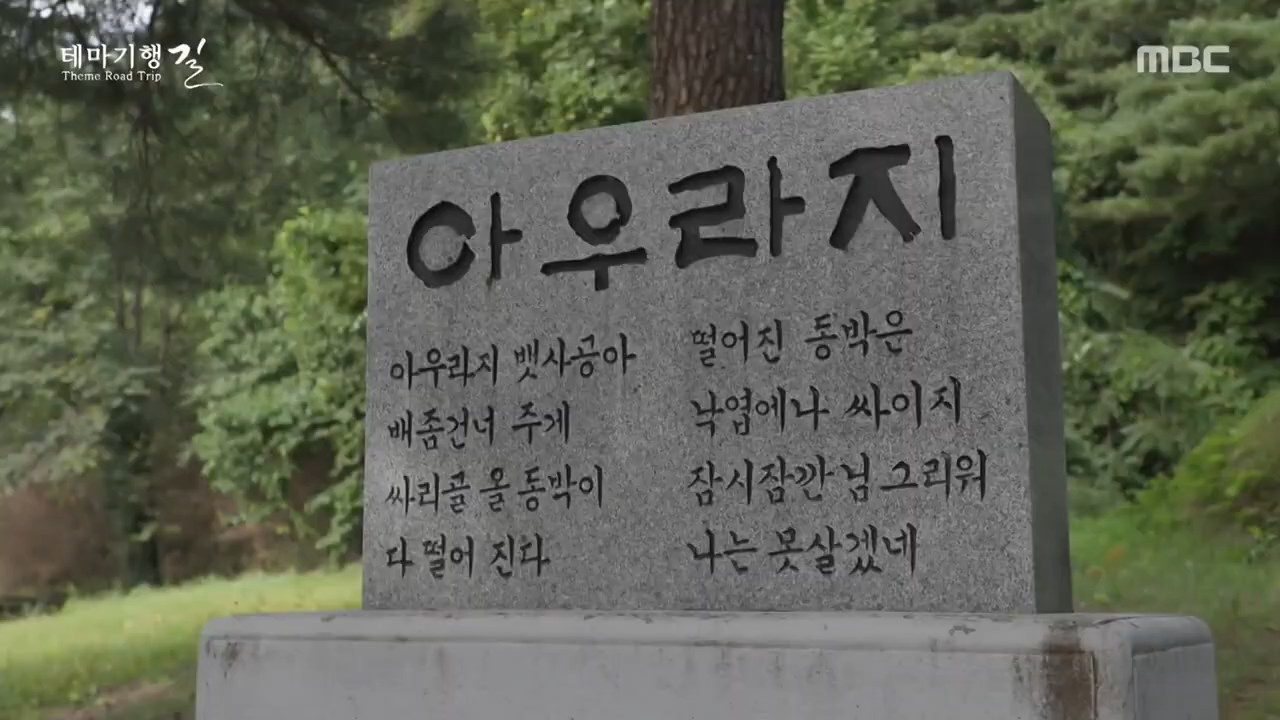 테마기행 길
Theme Road Trip
MBC
아우라지
아우라지 뱃사공아
배좀건너 주게
싸리골 올동박이
다 떨어 진다
떨어진 동박은
낙엽에나 싸이지
잠시잠깐 님 그리워
나는 못살겠네